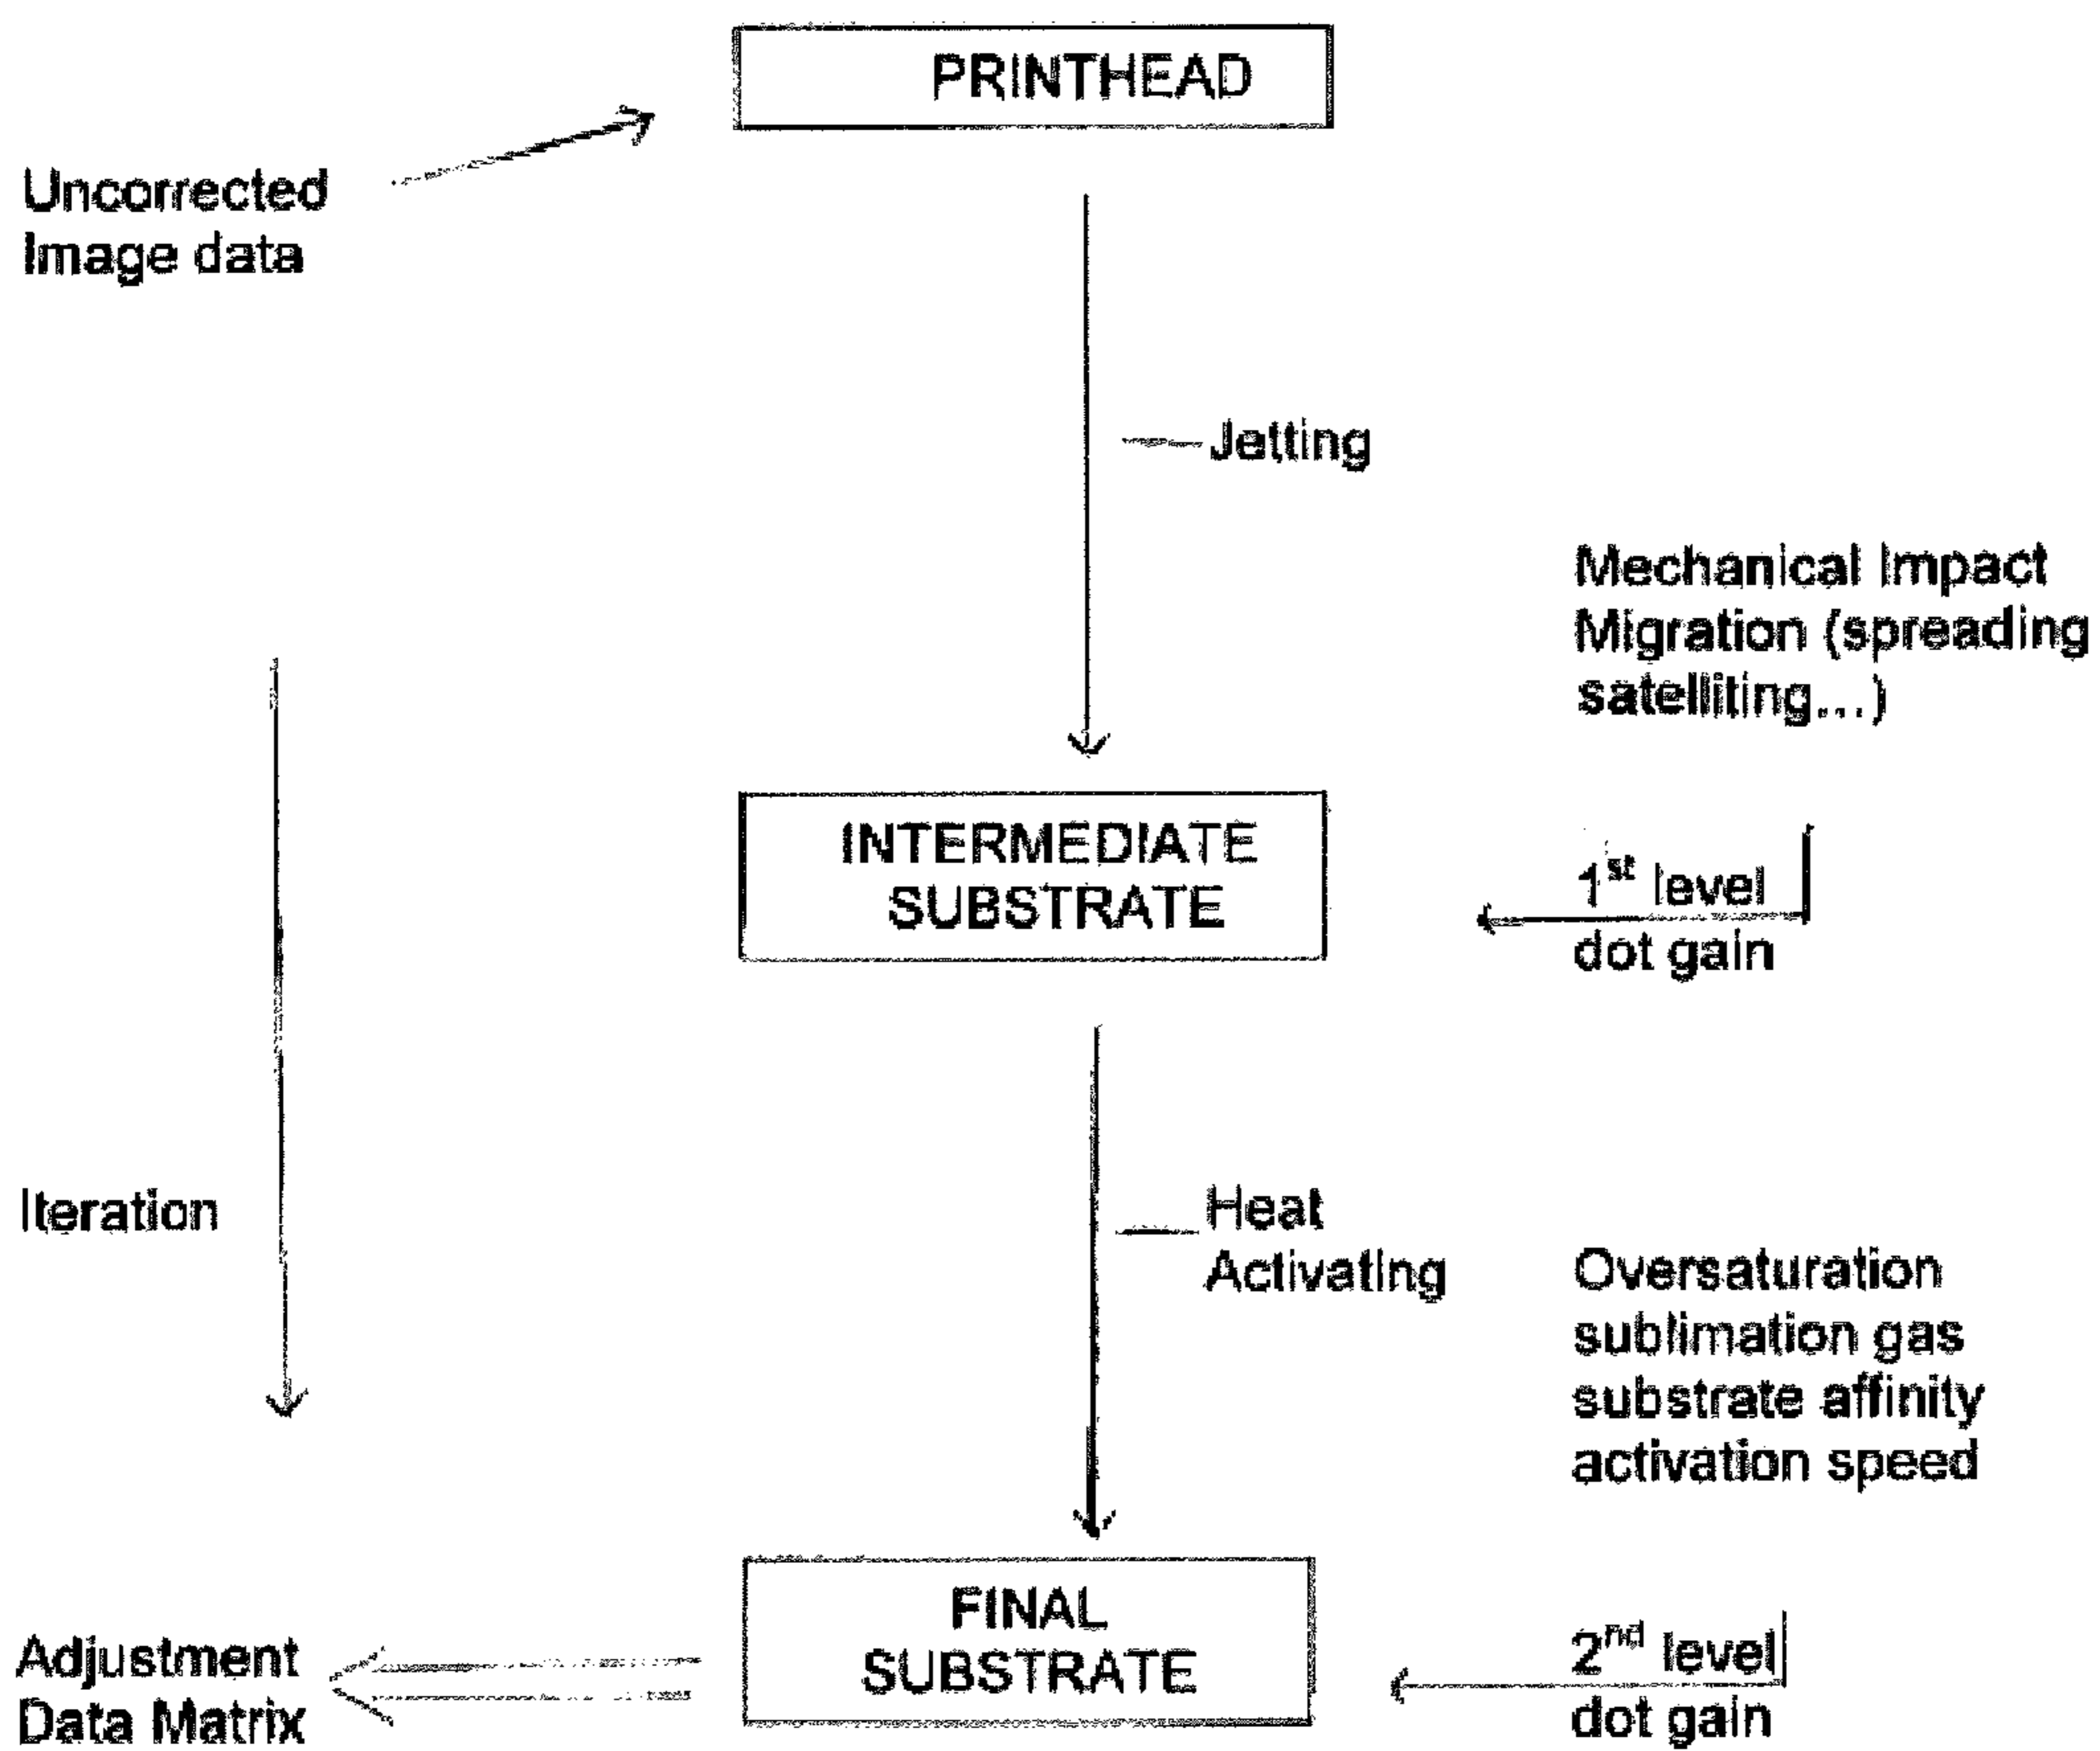 PRINTHEAD
Uncorrected
Image data
Jetting
Mechanical Impact
Migration (spreading
satelliting...)
INTERMEDIATE
SUBSTRATE
1st level
dot gain
Iteration
Heat
Activating
Oversaturation
sublimation gas
substrate affinity
activation speed
FINAL
SUBSTRATE
2nd level
dot gain
Adjustment
Data Matrix